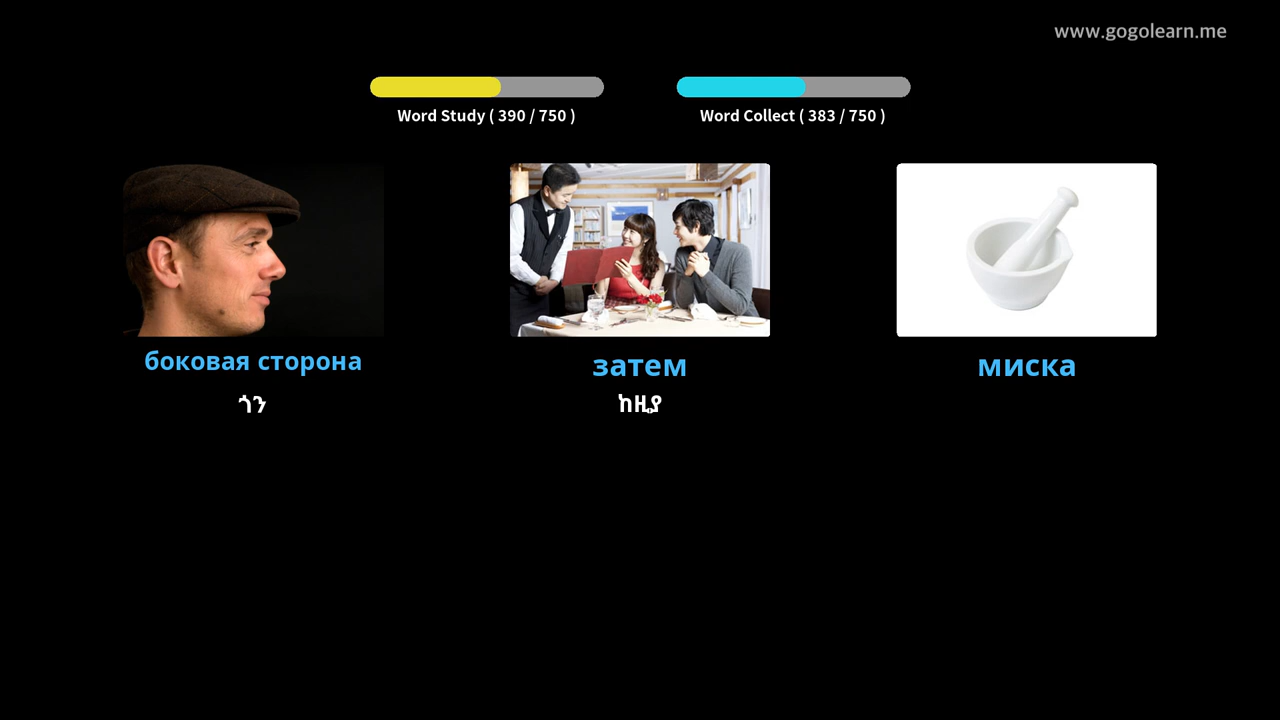 www.gogolearn.me
Word Study ( 390 / 750 )
Word Collect ( 383 / 750 )
боковая сторона
затем
миска
ጎን
ከዚያ